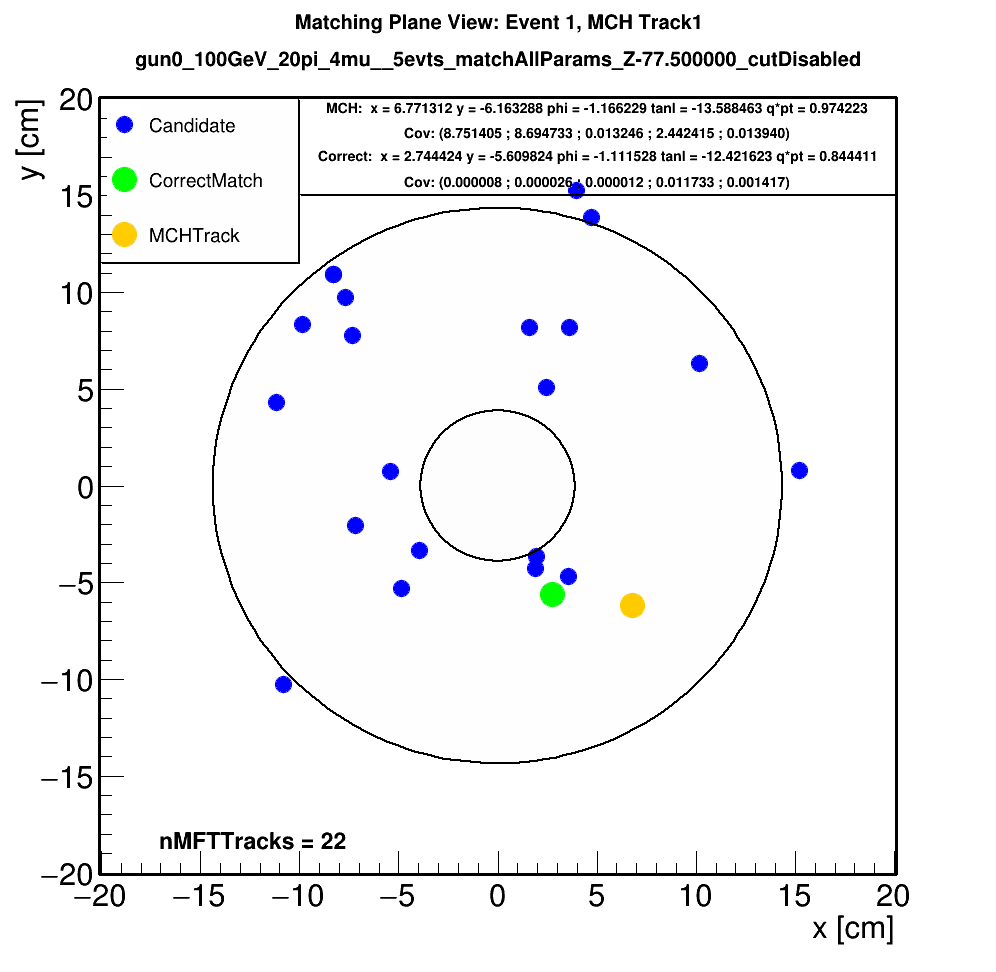 Matching Plane View: Event 1, MCH Track1
gun0_100GeV_20pi_4mu__5evts_matchAllParams_Z-77.500000_cutDisabled
y [cm]
20
15
10
5
0
−5
−10
−15
−20
Candidate
CorrectMatch
MCHTrack
MCH: x = 6.771312 y = -6.163288 phi = -1.166229 tanl = -13.588463 q*pt = 0.974223
Cov: (8.751405 ; 8.694733 ; 0.013246 ; 2.442415 ; 0.013940)
Correct: x = 2.744424 y = -5.609824 phi = -1.111528 tanl = -12.421623 q*pt = 0.844411
Cov: (0.000008 ; 0.000026 ; 0.000012 ; 0.011733 ; 0.001417)
nMFTTracks = 22
−20 −15 −10 −5 0 5 10 15 20
x [cm]